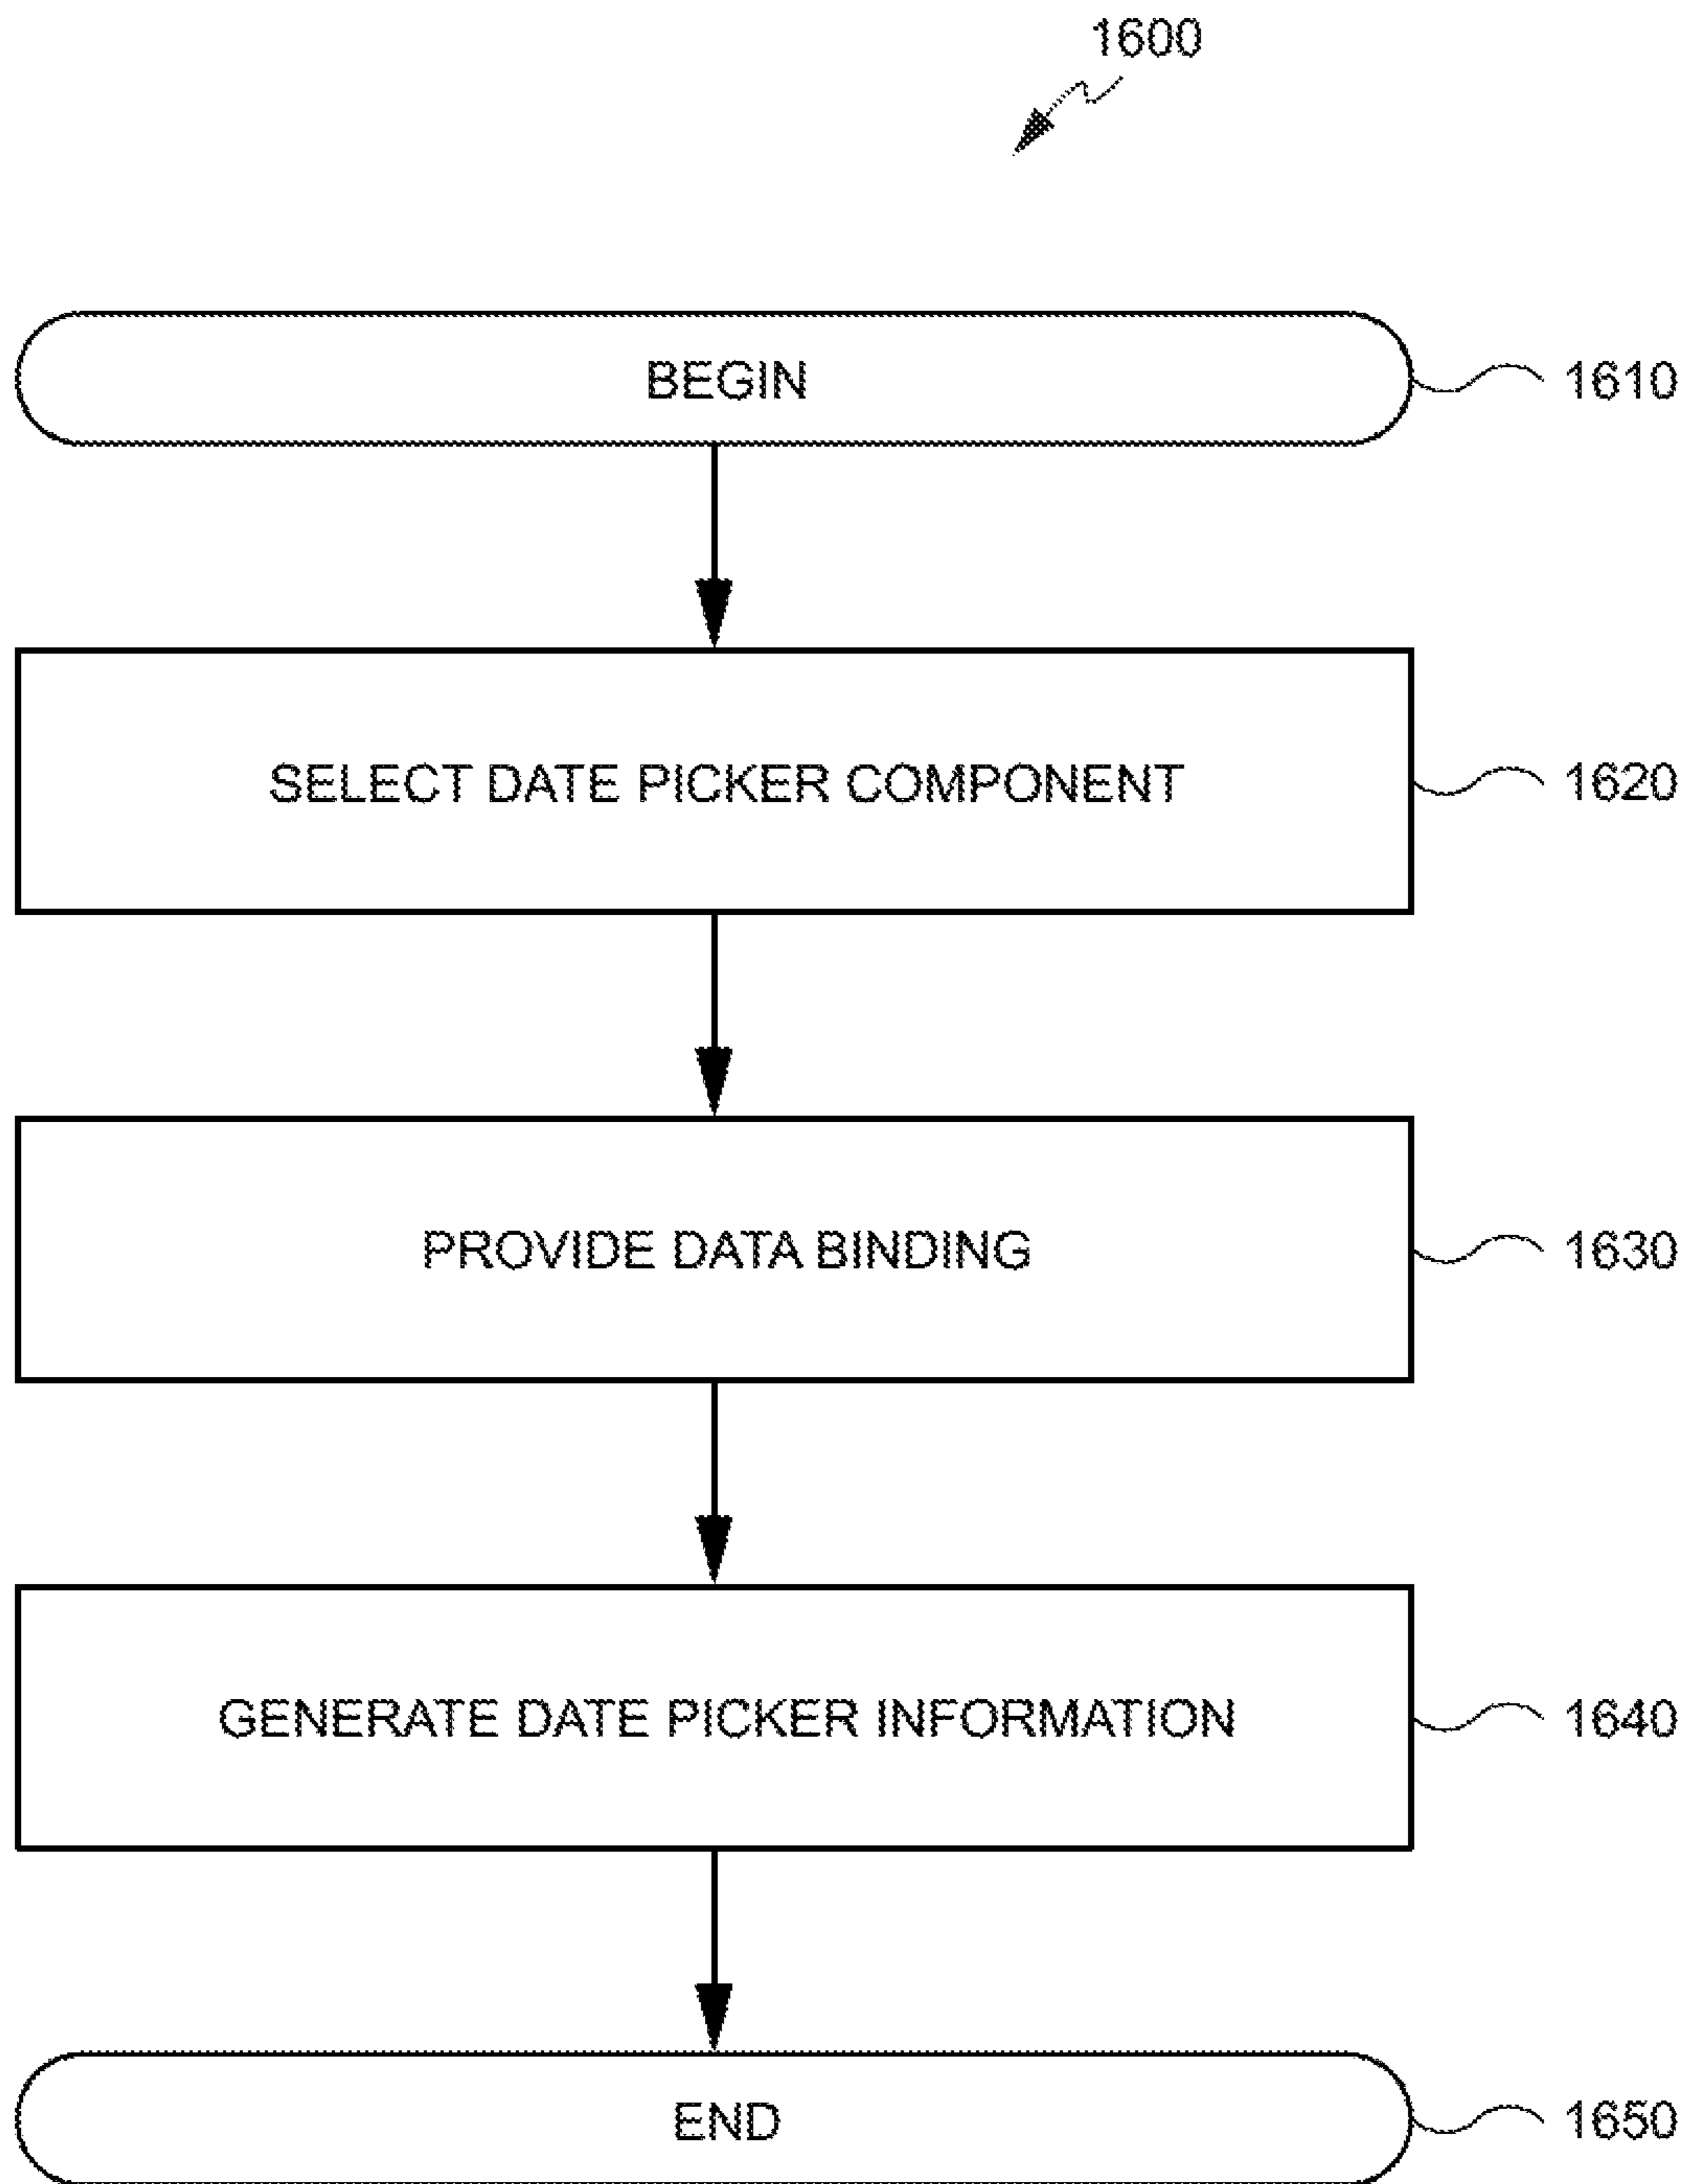 1600
BEGIN
1610
SELECT DATE PICKER COMPONENT
1620
PROVIDE DATA BINDING
1630
GENERATE DATE PICKER INFORMATION
1640
END
1650